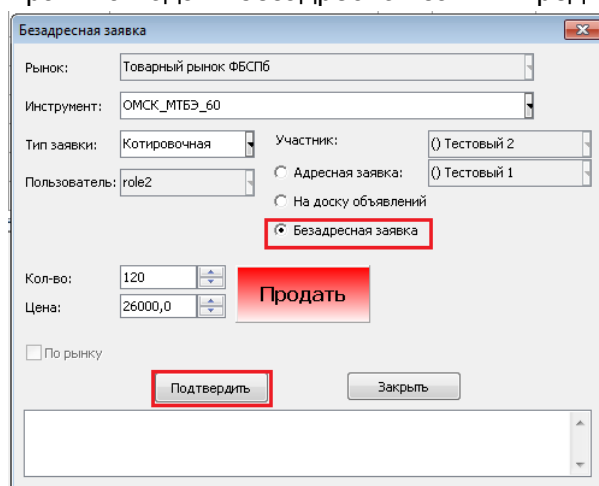 Безадресная заявка
Рынок: Товарный рынок ФБСПб
Инструмент: ОМСК_МТБЭ_60
Тип заявки: Котировочная Участник: () Тестовый 2
Пользователь: role2 Адресная заявка: () Тестовый 1
На доску объявлений
Безадресная заявка
Кол-во: 120
Продать
Цена: 26000,0
По рынку
Подтвердить Закрыть